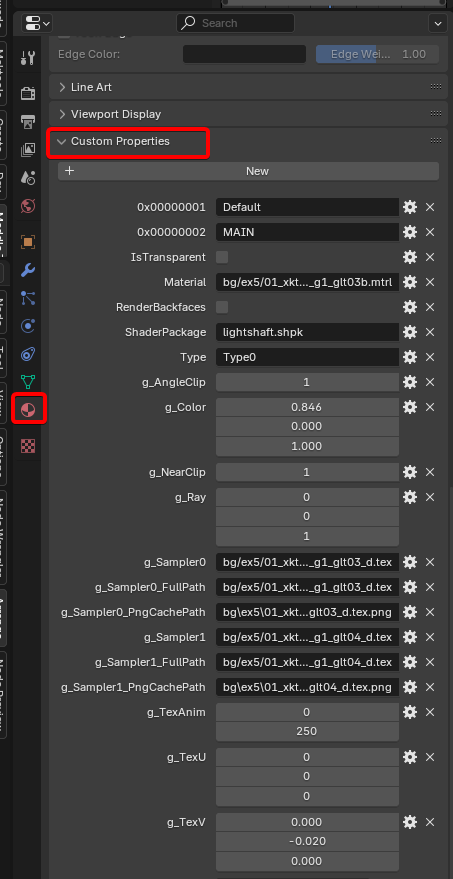 Search
Edge Color: Edge Wei... 1.00
Line Art
Viewport Display
Custom Properties
+ New
0x00000001 Default
0x00000002 MAIN
IsTransparent
Material bg/ex5/01_xkt..._g1_glt03b.mtrl
RenderBackfaces
ShaderPackage lightshaft.shpk
Type Type0
g_AngleClip 1
g_Color 0.846
0.000
1.000
g_NearClip 1
g_Ray 0
0
1
g_Sampler0 bg/ex5/01_xkt..._g1_glt03_d.tex
g_Sampler0_FullPath bg/ex5/01_xkt..._g1_glt03_d.tex
g_Sampler0_PngCachePath bg\ex5\01_xkt...glt03_d.tex.png
g_Sampler1 bg/ex5/01_xkt..._g1_glt04_d.tex
g_Sampler1_FullPath bg/ex5/01_xkt..._g1_glt04_d.tex
g_Sampler1_PngCachePath bg\ex5\01_xkt...glt04_d.tex.png
g_TexAnim 0
250
g_TexU 0
0
0
g_TexV 0.000
-0.020
0.000